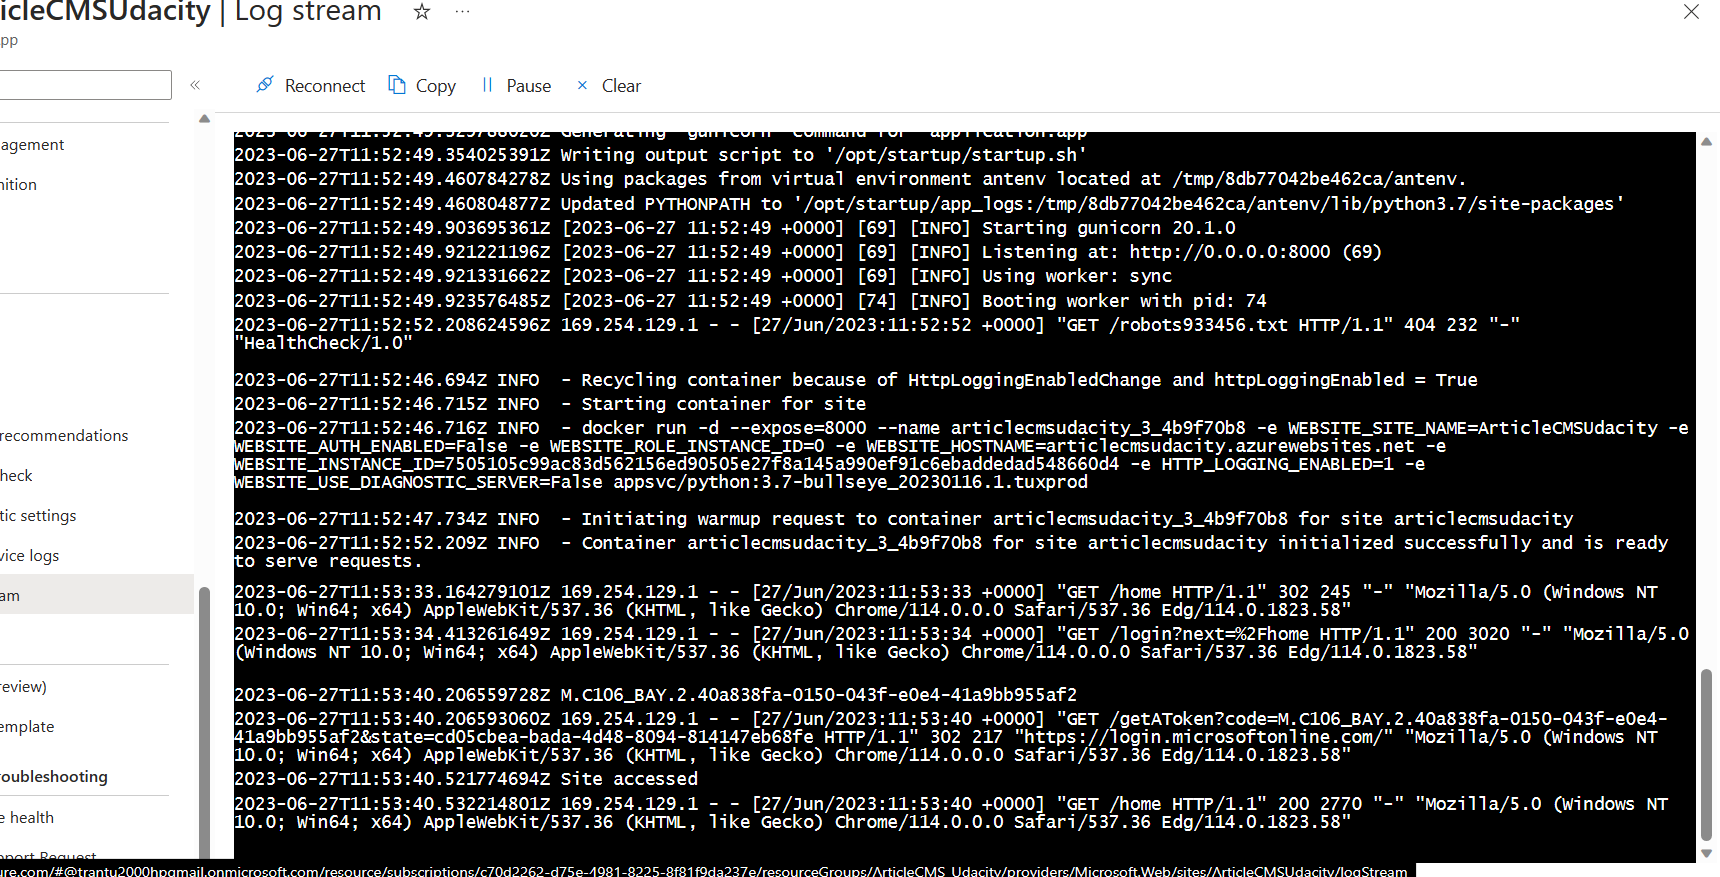 icleCMSUdacity | Log stream
pp
Reconnect Copy Pause Clear
agement
nition
recommendations
heck
tic settings
vice logs
am
review)
emplate
roubleshooting
e health
pport Request
2023-06-27T11:52:49.329788020Z Generating `gunicorn` command for 'application:app'
2023-06-27T11:52:49.354025391Z Writing output script to '/opt/startup/startup.sh'
2023-06-27T11:52:49.460784278Z Using packages from virtual environment antenv located at /tmp/8db77042be462ca/antenv.
2023-06-27T11:52:49.460804877Z Updated PYTHONPATH to '/opt/startup/app_logs:/tmp/8db77042be462ca/antenv/lib/python3.7/site-packages'
2023-06-27T11:52:49.903695361Z [2023-06-27 11:52:49 +0000] [69] [INFO] Starting gunicorn 20.1.0
2023-06-27T11:52:49.921221196Z [2023-06-27 11:52:49 +0000] [69] [INFO] Listening at: http://0.0.0.0:8000 (69)
2023-06-27T11:52:49.921331662Z [2023-06-27 11:52:49 +0000] [69] [INFO] Using worker: sync
2023-06-27T11:52:49.923576485Z [2023-06-27 11:52:49 +0000] [74] [INFO] Booting worker with pid: 74
2023-06-27T11:52:52.208624596Z 169.254.129.1 - - [27/Jun/2023:11:52:52 +0000] "GET /robots933456.txt HTTP/1.1" 404 232 "-"
"HealthCheck/1.0"
2023-06-27T11:52:46.694Z INFO  - Recycling container because of HttpLoggingEnabledChange and httpLoggingEnabled = True
2023-06-27T11:52:46.715Z INFO  - Starting container for site
2023-06-27T11:52:46.716Z INFO  - docker run -d --expose=8000 --name articlecmsudacity_3_4b9f70b8 -e WEBSITE_SITE_NAME=ArticleCMSUdacity -e
WEBSITE_AUTH_ENABLED=False -e WEBSITE_ROLE_INSTANCE_ID=0 -e WEBSITE_HOSTNAME=articlecmsudacity.azurewebsites.net -e
WEBSITE_INSTANCE_ID=7505105c99ac83d562156ed90505e27f8a145a990ef91c6ebaddedad548660d4 -e HTTP_LOGGING_ENABLED=1 -e
WEBSITE_USE_DIAGNOSTIC_SERVER=False appsvc/python:3.7-bullseye_20230116.1.tuxprod
2023-06-27T11:52:47.734Z INFO  - Initiating warmup request to container articlecmsudacity_3_4b9f70b8 for site articlecmsudacity
2023-06-27T11:52:52.209Z INFO  - Container articlecmsudacity_3_4b9f70b8 for site articlecmsudacity initialized successfully and is ready
to serve requests.
2023-06-27T11:53:33.164279101Z 169.254.129.1 - - [27/Jun/2023:11:53:33 +0000] "GET /home HTTP/1.1" 302 245 "-" "Mozilla/5.0 (Windows NT
10.0; Win64; x64) AppleWebKit/537.36 (KHTML, like Gecko) Chrome/114.0.0.0 Safari/537.36 Edg/114.0.1823.58"
2023-06-27T11:53:34.413261649Z 169.254.129.1 - - [27/Jun/2023:11:53:34 +0000] "GET /login?next=%2Fhome HTTP/1.1" 200 3020 "-" "Mozilla/5.0
(Windows NT 10.0; Win64; x64) AppleWebKit/537.36 (KHTML, like Gecko) Chrome/114.0.0.0 Safari/537.36 Edg/114.0.1823.58"
2023-06-27T11:53:40.206559728Z M.C106_BAY.2.40a838fa-0150-043f-e0e4-41a9bb955af2
2023-06-27T11:53:40.206593060Z 169.254.129.1 - - [27/Jun/2023:11:53:40 +0000] "GET /getAToken?code=M.C106_BAY.2.40a838fa-0150-043f-e0e4-
41a9bb955af2&state=cd05cbea-bada-4d48-8094-814147eb68fe HTTP/1.1" 302 217 "https://login.microsoftonline.com/" "Mozilla/5.0 (Windows NT
10.0; Win64; x64) AppleWebKit/537.36 (KHTML, like Gecko) Chrome/114.0.0.0 Safari/537.36 Edg/114.0.1823.58"
2023-06-27T11:53:40.521774694Z Site accessed
2023-06-27T11:53:40.532214801Z 169.254.129.1 - - [27/Jun/2023:11:53:40 +0000] "GET /home HTTP/1.1" 200 2770 "-" "Mozilla/5.0 (Windows NT
10.0; Win64; x64) AppleWebKit/537.36 (KHTML, like Gecko) Chrome/114.0.0.0 Safari/537.36 Edg/114.0.1823.58"
ure.com/#@trantu2000hpgmail.onmicrosoft.com/resource/subscriptions/c70d2262-d75e-4981-8225-8f81f9da237e/resourceGroups/ArticleCMS_Udacity/providers/Microsoft.Web/sites/ArticleCMSUdacity/logStream